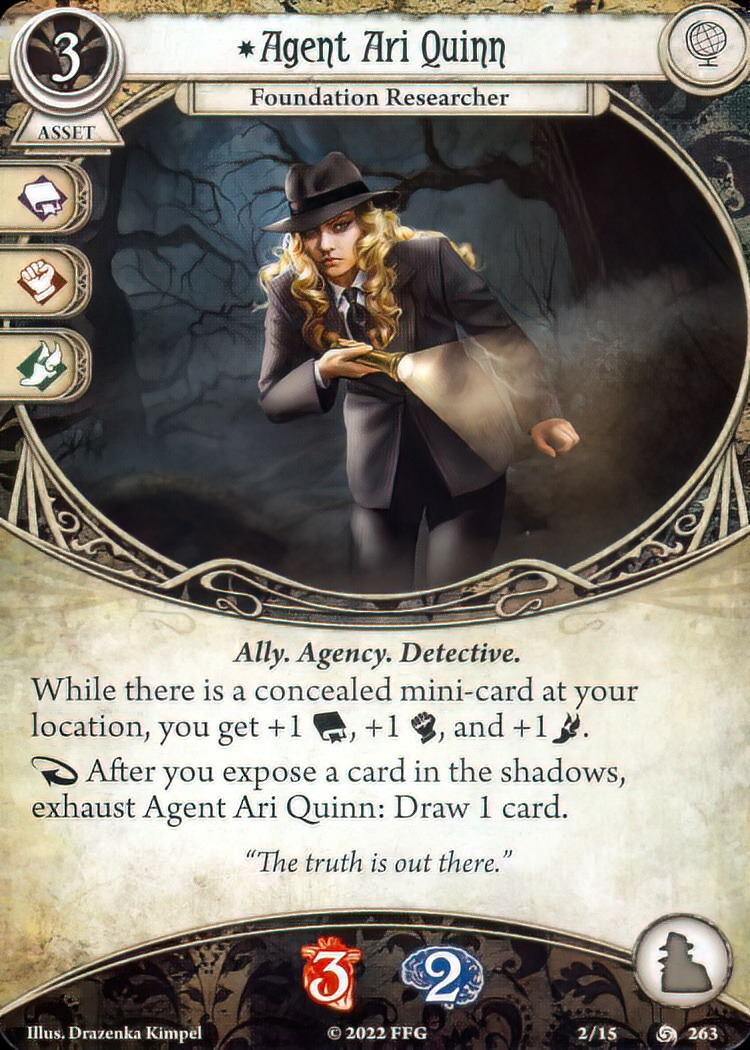 3
Agent Ari Quinn
Foundation Researcher
ASSET
Ally. Agency. Detective.
While there is a concealed mini-card at your
location, you get +1 , +1 , and +1 .
After you expose a card in the shadows,
exhaust Agent Ari Quinn: Draw 1 card.
“The truth is out there.”
3 2
Illus. Drazenka Kimpel © 2022 FFG 2/15 263